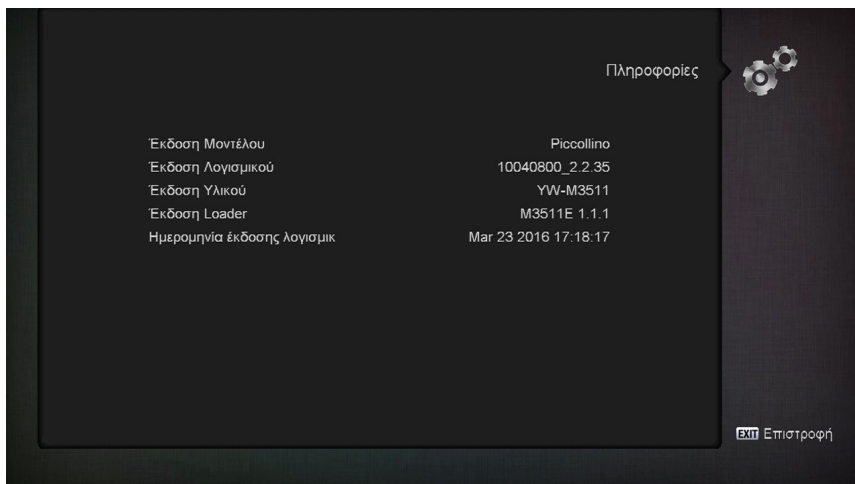 Πληροφορίες
Έκδοση Μοντέλου Piccollino
Έκδοση Λογισμικού 10040800_2.2.35
Έκδοση Υλικού YW-M3511
Έκδοση Loader M3511E 1.1.1
Ημερομηνία έκδοσης λογισμικ Mar 23 2016 17:18:17
EXIT Επιστροφή